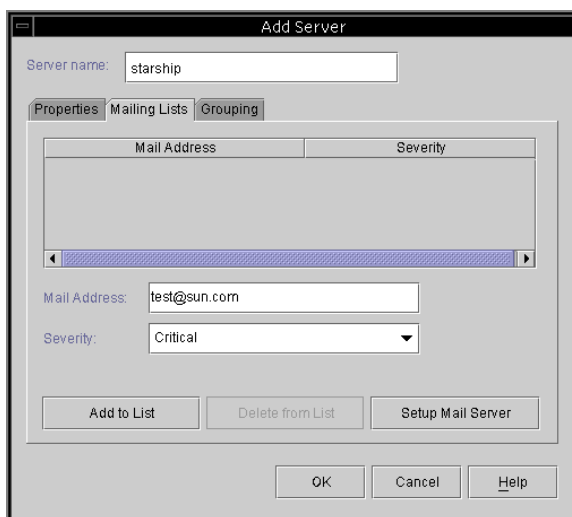 Add Server
Server name: starship
Properties Mailing Lists Grouping
Mail Address Severity
Mail Address: test@sun.com
Severity: Critical
Add to List Delete from List Setup Mail Server
OK Cancel Help